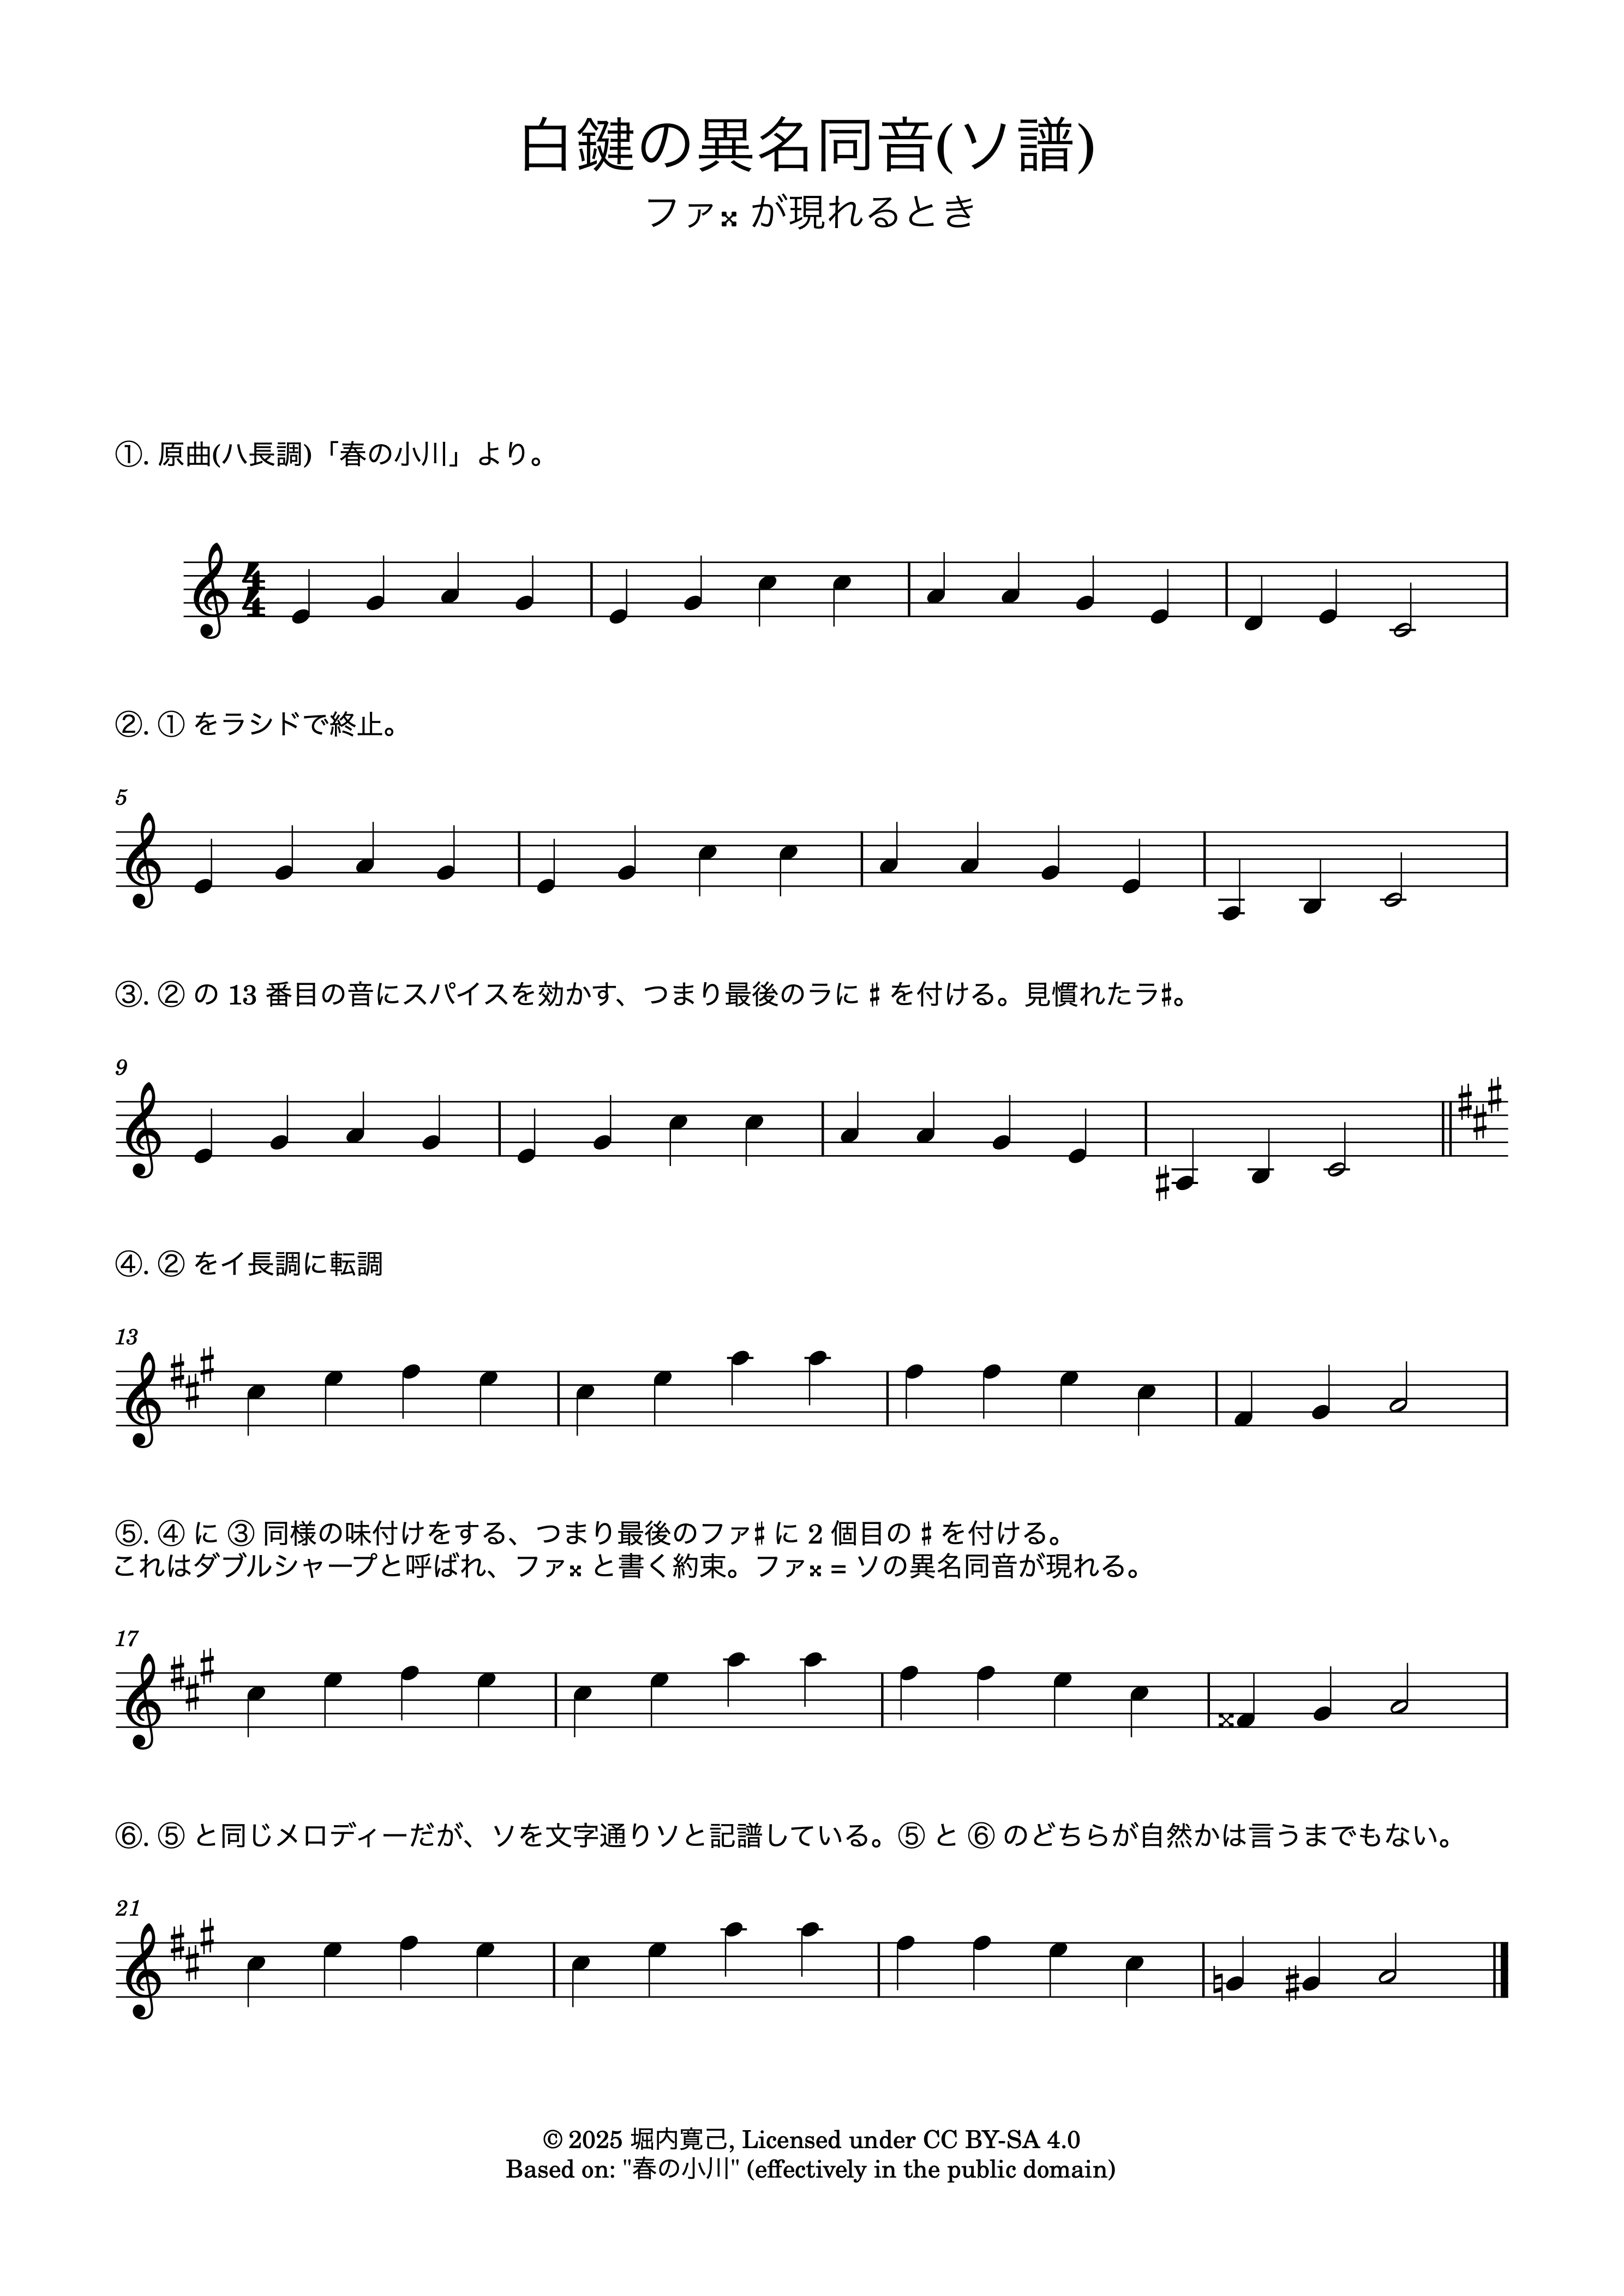 白鍵の異名同音(ソ譜)
ファ𝄪 が現れるとき
①. 原曲(ハ長調)「春の小川」より。
4
4
②. ① をラシドで終止。
5
③. ② の 13 番目の音にスパイスを効かす、つまり最後のラに ♯ を付ける。見慣れたラ♯。
9
④. ② をイ長調に転調
13
⑤. ④ に ③ 同様の味付けをする、つまり最後のファ♯ に 2 個目の ♯ を付ける。
これはダブルシャープと呼ばれ、ファ𝄪 と書く約束。ファ𝄪 = ソの異名同音が現れる。
17
⑥. ⑤ と同じメロディーだが、ソを文字通りソと記譜している。⑤ と ⑥ のどちらが自然かは言うまでもない。
21
© 2025 堀内寛己, Licensed under CC BY-SA 4.0
Based on: "春の小川" (effectively in the public domain)